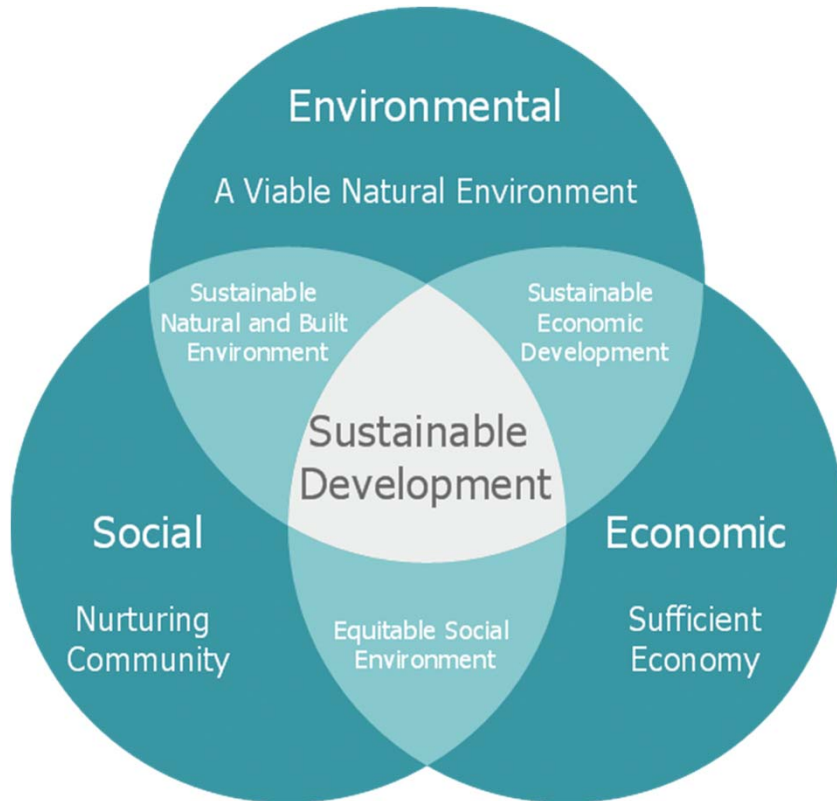 Environmental
A Viable Natural Environment
Sustainable
Natural and Built
Environment
Sustainable
Economic
Development
Sustainable
Development
Social
Nurturing
Community
Equitable Social
Environment
Economic
Sufficient
Economy